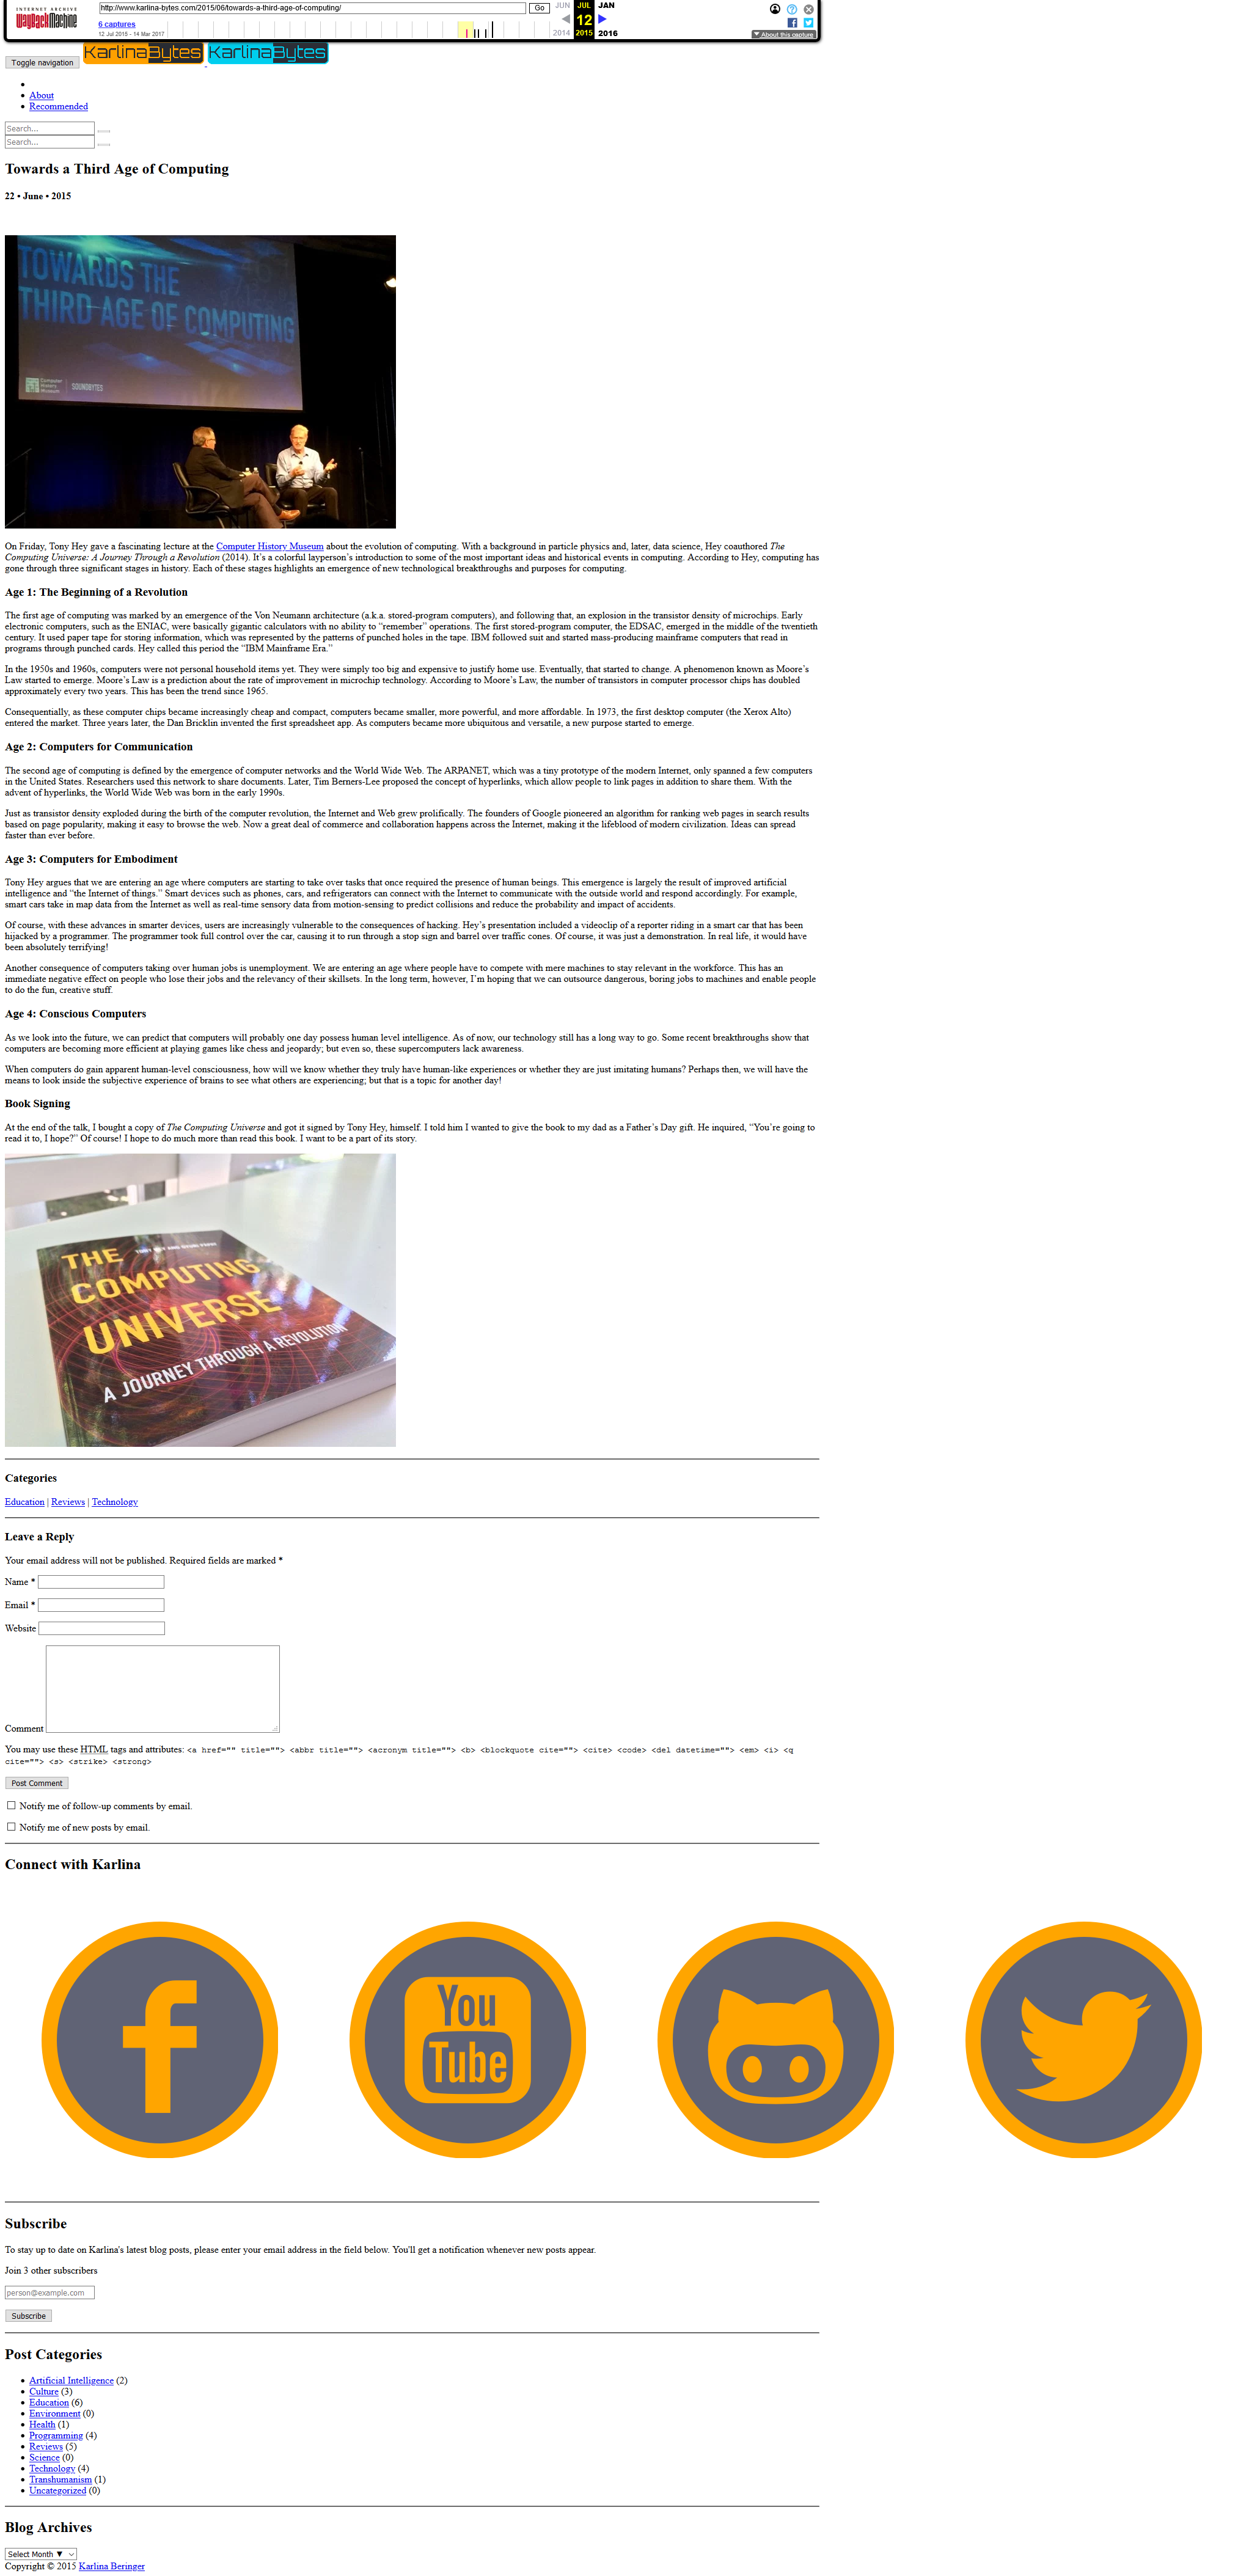 INTERNET ARCHIVE
WayBackMachine
http://www.karlina-bytes.com/2015/06/towards-a-third-age-of-computing/
Go
JUN
JUL
JAN
6 captures
12
12 Jul 2015 - 14 Mar 2017
2014
2015
2016
About this capture
Toggle navigation
KarlinaBytes
KarlinaBytes
About
Recommended
Search...
Search...
Towards a Third Age of Computing
22 • June • 2015
TOWARDS THE
THIRD AGE OF COMPUTING
Computer
History
Museum
SOUNDBYTES
On Friday, Tony Hey gave a fascinating lecture at the Computer History Museum about the evolution of computing. With a background in particle physics and, later, data science, Hey coauthored The
Computing Universe: A Journey Through a Revolution (2014). It’s a colorful layperson’s introduction to some of the most important ideas and historical events in computing. According to Hey, computing has
gone through three significant stages in history. Each of these stages highlights an emergence of new technological breakthroughs and purposes for computing.
Age 1: The Beginning of a Revolution
The first age of computing was marked by an emergence of the Von Neumann architecture (a.k.a. stored-program computers), and following that, an explosion in the transistor density of microchips. Early
electronic computers, such as the ENIAC, were basically gigantic calculators with no ability to “remember” operations. The first stored-program computer, the EDSAC, emerged in the middle of the twentieth
century. It used paper tape for storing information, which was represented by the patterns of punched holes in the tape. IBM followed suit and started mass-producing mainframe computers that read in
programs through punched cards. Hey called this period the “IBM Mainframe Era.”
In the 1950s and 1960s, computers were not personal household items yet. They were simply too big and expensive to justify home use. Eventually, that started to change. A phenomenon known as Moore’s
Law started to emerge. Moore’s Law is a prediction about the rate of improvement in microchip technology. According to Moore’s Law, the number of transistors in computer processor chips has doubled
approximately every two years. This has been the trend since 1965.
Consequentially, as these computer chips became increasingly cheap and compact, computers became smaller, more powerful, and more affordable. In 1973, the first desktop computer (the Xerox Alto)
entered the market. Three years later, the Dan Bricklin invented the first spreadsheet app. As computers became more ubiquitous and versatile, a new purpose started to emerge.
Age 2: Computers for Communication
The second age of computing is defined by the emergence of computer networks and the World Wide Web. The ARPANET, which was a tiny prototype of the modern Internet, only spanned a few computers
in the United States. Researchers used this network to share documents. Later, Tim Berners-Lee proposed the concept of hyperlinks, which allow people to link pages in addition to share them. With the
advent of hyperlinks, the World Wide Web was born in the early 1990s.
Just as transistor density exploded during the birth of the computer revolution, the Internet and Web grew prolifically. The founders of Google pioneered an algorithm for ranking web pages in search results
based on page popularity, making it easy to browse the web. Now a great deal of commerce and collaboration happens across the Internet, making it the lifeblood of modern civilization. Ideas can spread
faster than ever before.
Age 3: Computers for Embodiment
Tony Hey argues that we are entering an age where computers are starting to take over tasks that once required the presence of human beings. This emergence is largely the result of improved artificial
intelligence and “the Internet of things.” Smart devices such as phones, cars, and refrigerators can connect with the Internet to communicate with the outside world and respond accordingly. For example,
smart cars take in map data from the Internet as well as real-time sensory data from motion-sensing to predict collisions and reduce the probability and impact of accidents.
Of course, with these advances in smarter devices, users are increasingly vulnerable to the consequences of hacking. Hey’s presentation included a videoclip of a reporter riding in a smart car that has been
hijacked by a programmer. The programmer took full control over the car, causing it to run through a stop sign and barrel over traffic cones. Of course, it was just a demonstration. In real life, it would have
been absolutely terrifying!
Another consequence of computers taking over human jobs is unemployment. We are entering an age where people have to compete with mere machines to stay relevant in the workforce. This has an
immediate negative effect on people who lose their jobs and the relevancy of their skillsets. In the long term, however, I’m hoping that we can outsource dangerous, boring jobs to machines and enable people
to do the fun, creative stuff.
Age 4: Conscious Computers
As we look into the future, we can predict that computers will probably one day possess human level intelligence. As of now, our technology still has a long way to go. Some recent breakthroughs show that
computers are becoming more efficient at playing games like chess and jeopardy; but even so, these supercomputers lack awareness.
When computers do gain apparent human-level consciousness, how will we know whether they truly have human-like experiences or whether they are just imitating humans? Perhaps then, we will have the
means to look inside the subjective experience of brains to see what others are experiencing; but that is a topic for another day!
Book Signing
At the end of the talk, I bought a copy of The Computing Universe and got it signed by Tony Hey, himself. I told him I wanted to give the book to my dad as a Father’s Day gift. He inquired, “You’re going to
read it to, I hope?” Of course! I hope to do much more than read this book. I want to be a part of its story.
THE
COMPUTING
UNIVERSE
A JOURNEY THROUGH A REVOLUTION
Categories
Education | Reviews | Technology
Leave a Reply
Your email address will not be published. Required fields are marked *
Name *
Email *
Website
Comment
You may use these HTML tags and attributes: <a href="" title=""> <abbr title=""> <acronym title=""> <b> <blockquote cite=""> <cite> <code> <del datetime=""> <em> <i> <q
cite=""> <s> <strike> <strong>
Post Comment
Notify me of follow-up comments by email.
Notify me of new posts by email.
Connect with Karlina
You
Tube
Subscribe
To stay up to date on Karlina's latest blog posts, please enter your email address in the field below. You'll get a notification whenever new posts appear.
Join 3 other subscribers
person@example.com
Subscribe
Post Categories
Artificial Intelligence (2)
Culture (3)
Education (6)
Environment (0)
Health (1)
Programming (4)
Reviews (5)
Science (0)
Technology (4)
Transhumanism (1)
Uncategorized (0)
Blog Archives
Select Month ▼
Copyright © 2015 Karlina Beringer